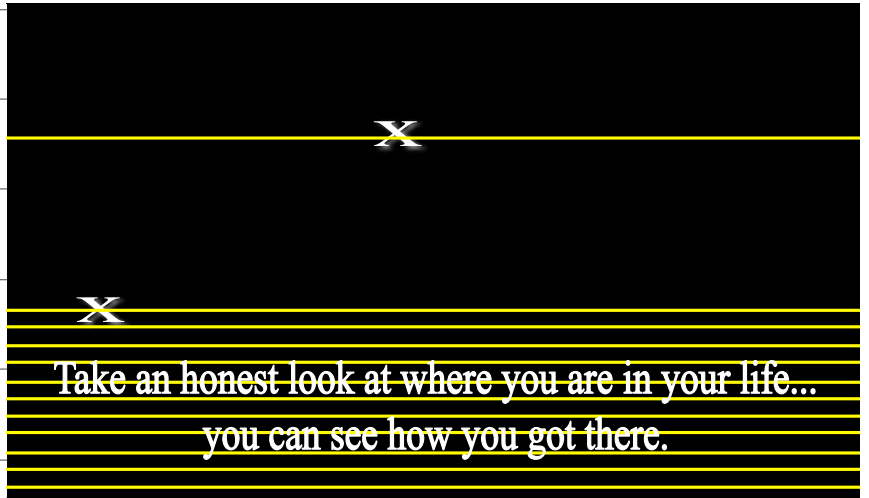 X
X
Take an honest look at where you are in your life...
you can see how you got there.